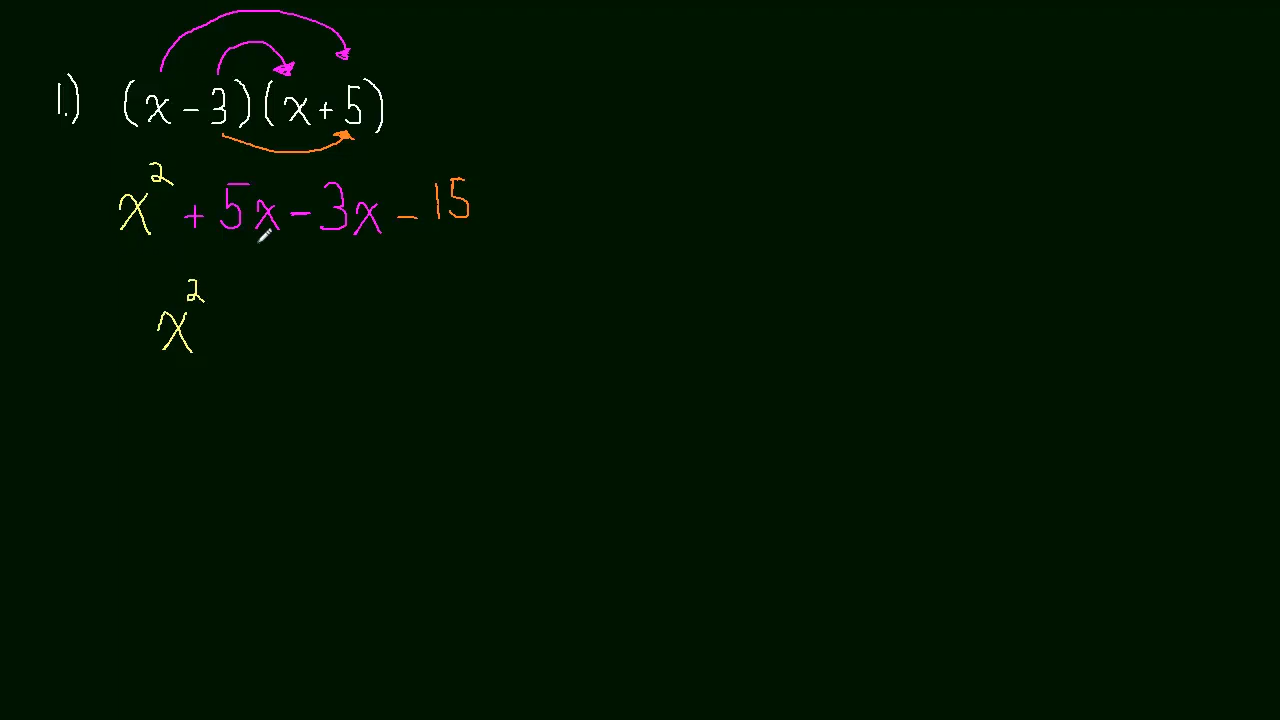 1.) (x - 3)(x + 5)
x² + 5x - 3x - 15
x²